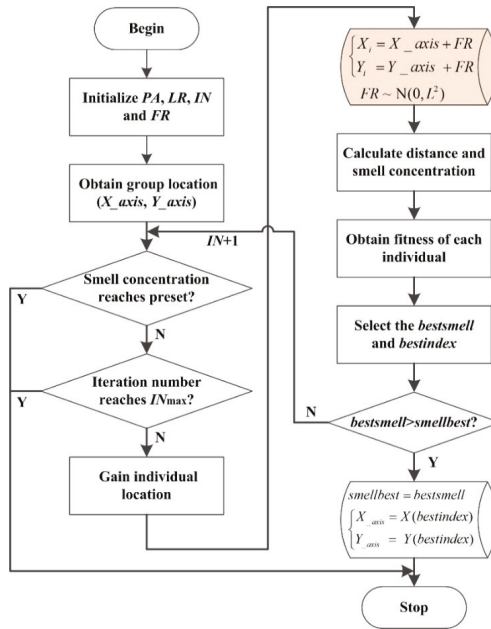 Begin
Initialize PA, LR, IN
and FR
Obtain group location
(X_axis, Y_axis)
IN+1
Smell concentration
reaches preset?
Y
N
Iteration number
reaches INmax?
Y
N
Gain individual
location
Xi = X_axis + FR
Yi = Y_axis + FR
FR ~ N(0, L²)
Calculate distance and
smell concentration
Obtain fitness of each
individual
Select the bestsmell
and bestindex
N
bestsmell>smellbest?
Y
smellbest = bestsmell
X_axis = X(bestindex)
Y_axis = Y(bestindex)
Stop